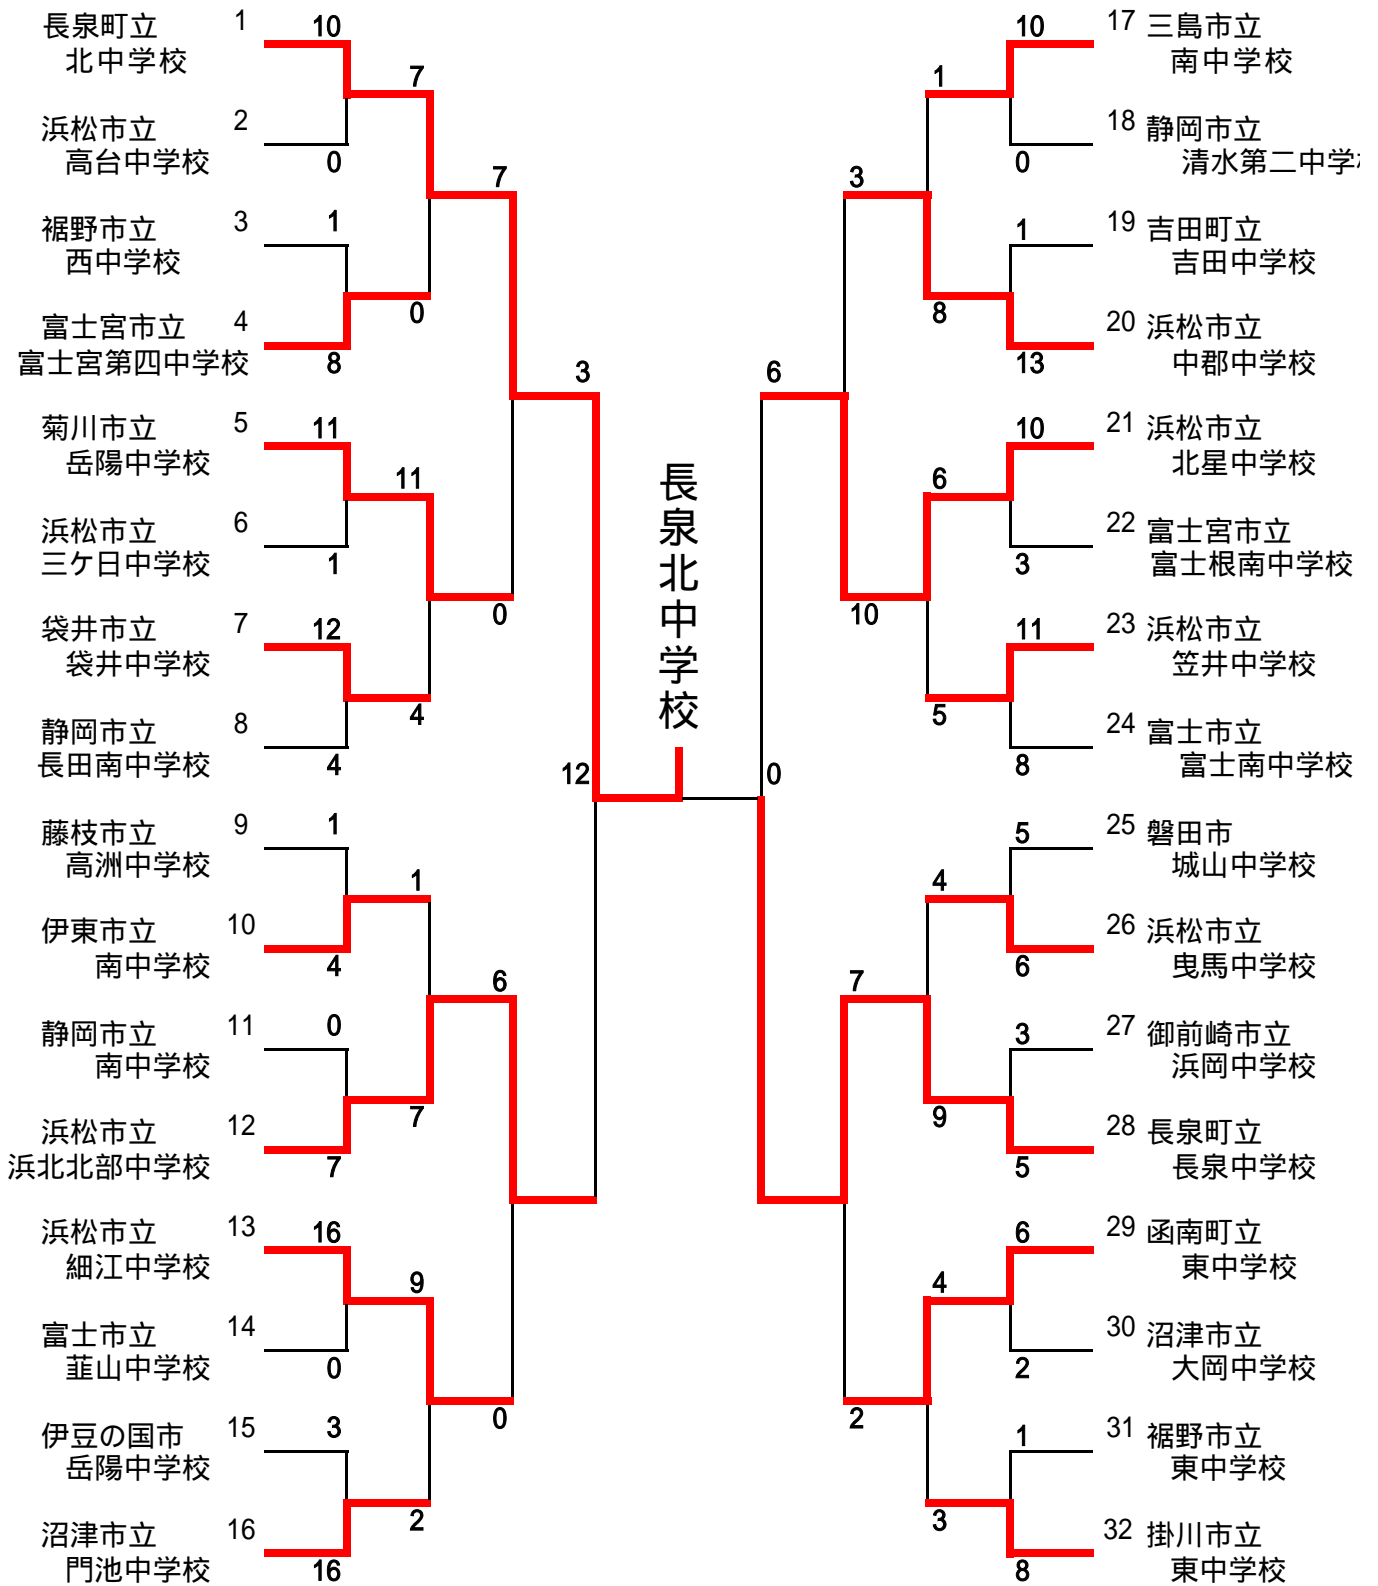 長泉町立 1 10
北中学校
7
浜松市立 2
高台中学校 0
7
裾野市立 3 1
西中学校
0
富士宮市立 4
富士宮第四中学校 8
3
菊川市立 5 11
岳陽中学校
11
浜松市立 6
三ケ日中学校 1
0
袋井市立 7 12
袋井中学校
4
静岡市立 8
長田南中学校 4
12
藤枝市立 9 1
高洲中学校
1
伊東市立 10
南中学校 4
6
静岡市立 11 0
南中学校
7
浜松市立 12
浜北北部中学校 7
浜松市立 13 16
細江中学校
9
富士市立 14
韮山中学校 0
0
伊豆の国市 15 3
岳陽中学校
2
沼津市立 16
門池中学校 16
長泉北中学校
10 17 三島市立
南中学校
1
18 静岡市立
0 清水第二中学
3
1 19 吉田町立
吉田中学校
8
20 浜松市立
13 中郡中学校
6
10 21 浜松市立
北星中学校
6
22 富士宮市立
3 富士根南中学校
10
11 23 浜松市立
笠井中学校
5
24 富士市立
8 富士南中学校
0
5 25 磐田市
城山中学校
4
26 浜松市立
6 曳馬中学校
7
3 27 御前崎市立
浜岡中学校
9
28 長泉町立
5 長泉中学校
6 29 函南町立
東中学校
4
30 沼津市立
2 大岡中学校
2
1 31 裾野市立
東中学校
3
32 掛川市立
8 東中学校